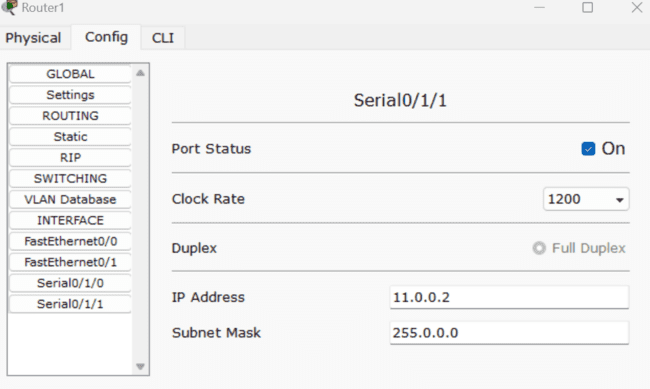 Router1
Physical Config CLI
GLOBAL
Settings
ROUTING
Static
RIP
SWITCHING
VLAN Database
INTERFACE
FastEthernet0/0
FastEthernet0/1
Serial0/1/0
Serial0/1/1
Serial0/1/1
Port Status On
Clock Rate 1200
Duplex Full Duplex
IP Address 11.0.0.2
Subnet Mask 255.0.0.0